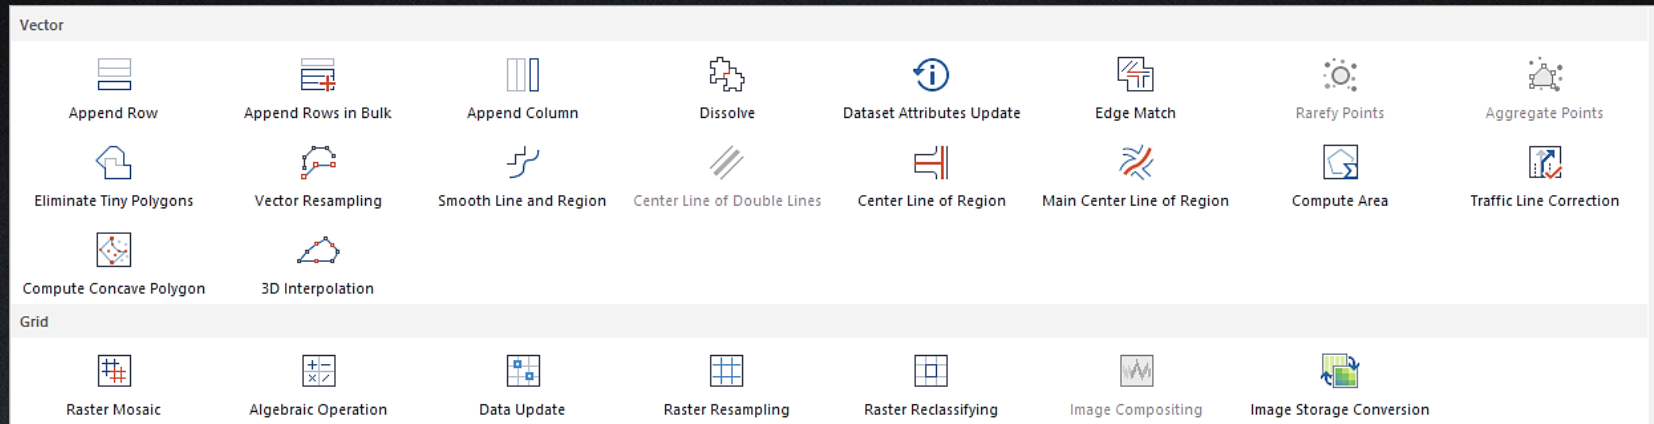 Vector
Append Row
Append Rows in Bulk
Append Column
Dissolve
Dataset Attributes Update
Edge Match
Rarefy Points
Aggregate Points
Eliminate Tiny Polygons
Vector Resampling
Smooth Line and Region
Center Line of Double Lines
Center Line of Region
Main Center Line of Region
Compute Area
Traffic Line Correction
Compute Concave Polygon
3D Interpolation
Grid
Raster Mosaic
Algebraic Operation
Data Update
Raster Resampling
Raster Reclassifying
Image Compositing
Image Storage Conversion